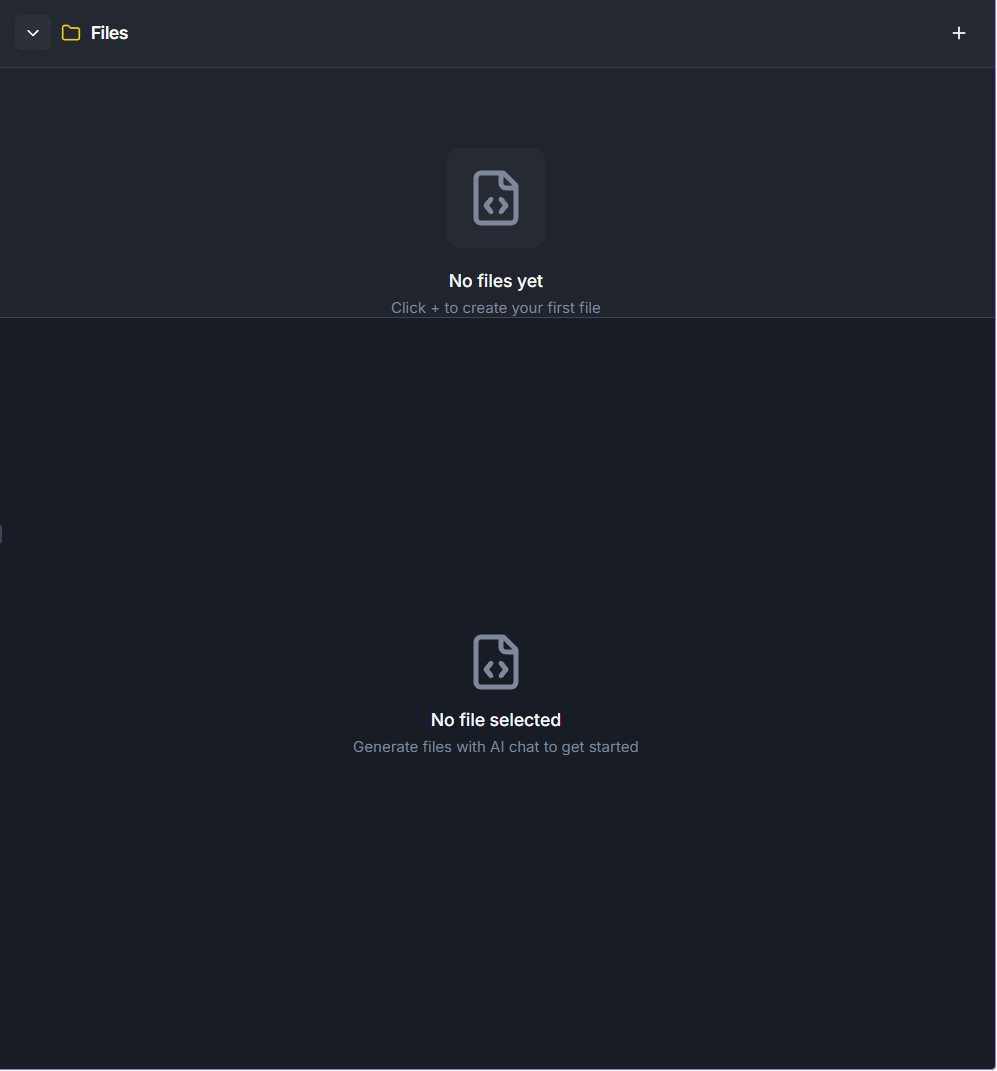 Files
No files yet
Click + to create your first file
No file selected
Generate files with AI chat to get started